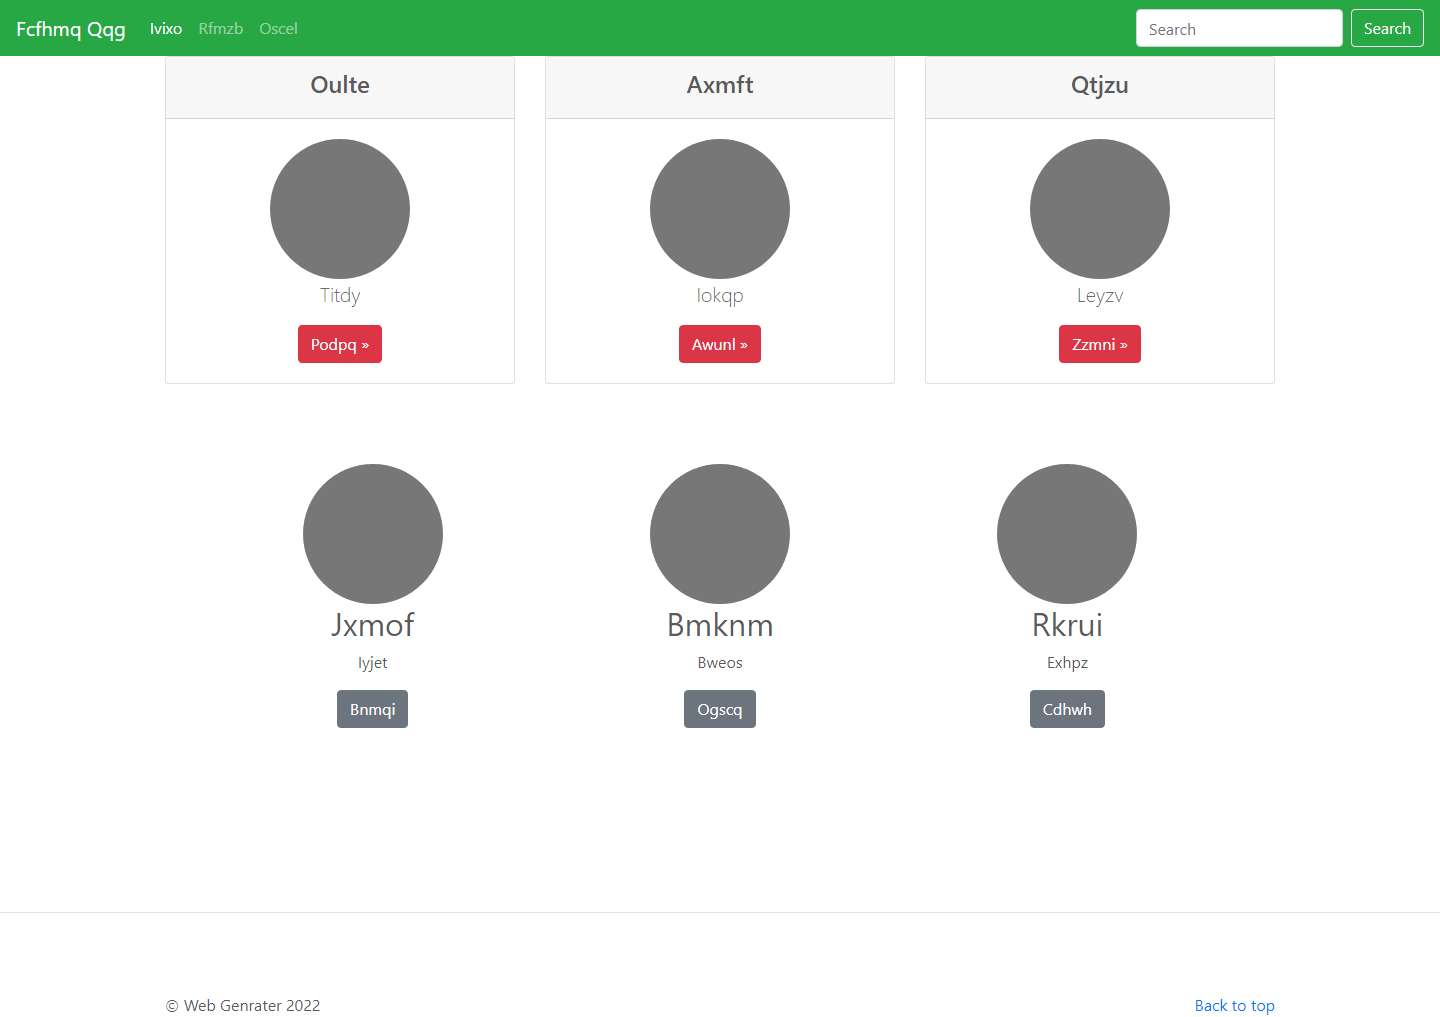 Fcfhmq Qqg Ivixo Rfmzb Oscel Search Search
Oulte Axmft Qtjzu
Titdy Iokqp Leyzv
Podpq » Awunl » Zzmni »
Jxmof Bmknm Rkrui
Iyjet Bweos Exhpz
Bnmqi Ogscq Cdhwh
© Web Genrater 2022 Back to top